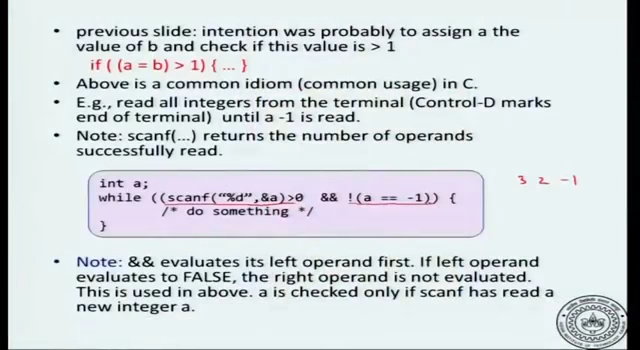 • previous slide: intention was probably to assign a the
value of b and check if this value is > 1
if ( (a = b) > 1) { ... }
• Above is a common idiom (common usage) in C.
• E.g., read all integers from the terminal (Control-D marks
end of terminal) until a -1 is read.
• Note: scanf(...) returns the number of operands
successfully read.
int a;
while ((scanf("%d",&a)>0 && !(a == -1)) {
/* do something */
}
3 2 -1
• Note: && evaluates its left operand first. If left operand
evaluates to FALSE, the right operand is not evaluated.
This is used in above. a is checked only if scanf has read a
new integer a.